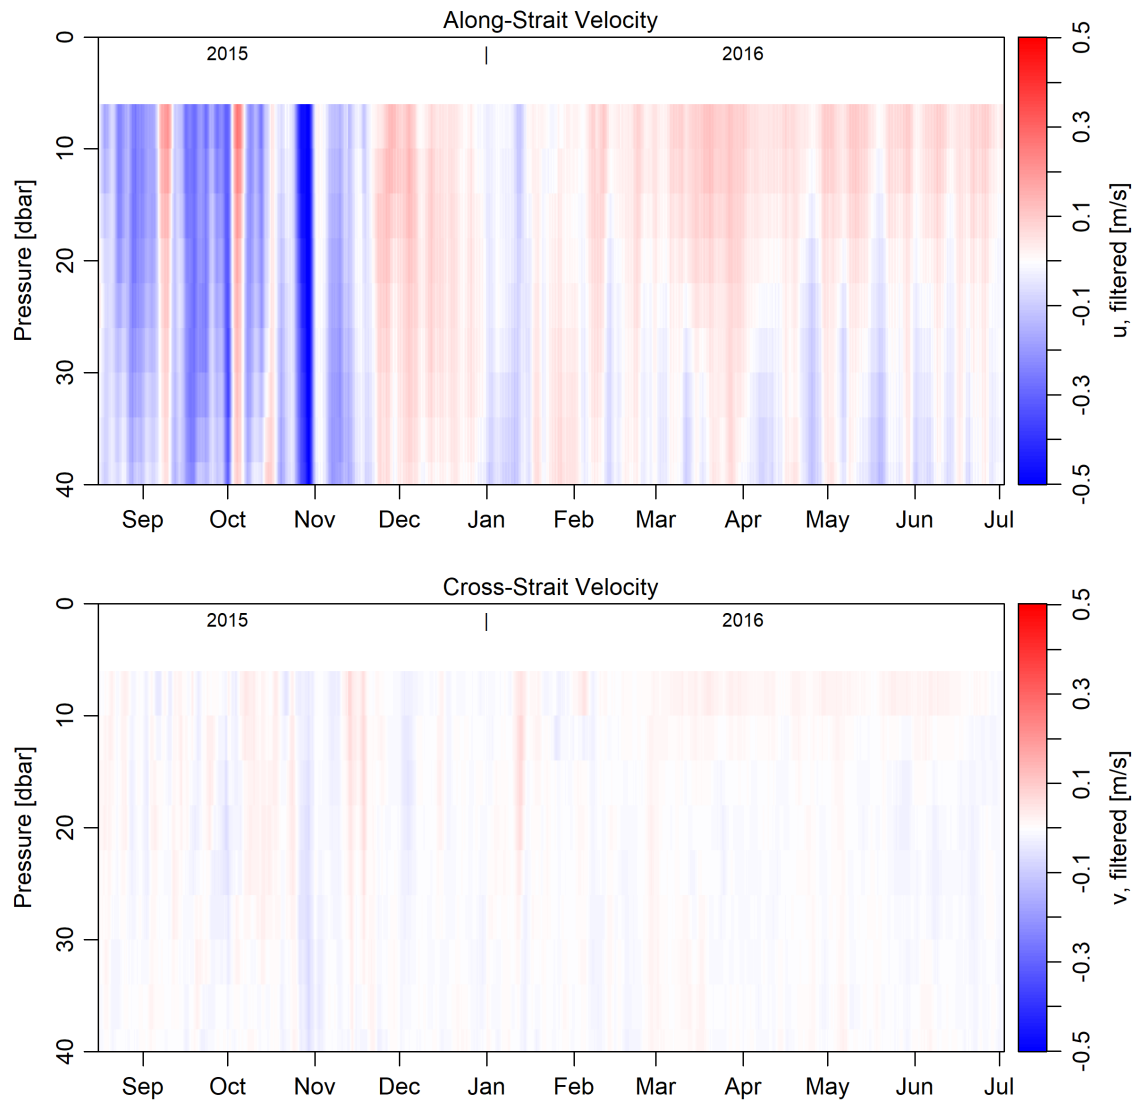 Along-Strait Velocity
2015 | 2016
0
10
20
30
40
Pressure [dbar]
Sep Oct Nov Dec Jan Feb Mar Apr May Jun Jul
0.5
0.3
0.1
-0.1
-0.3
-0.5
u, filtered [m/s]
Cross-Strait Velocity
2015 | 2016
0
10
20
30
40
Pressure [dbar]
Sep Oct Nov Dec Jan Feb Mar Apr May Jun Jul
0.5
0.3
0.1
-0.1
-0.3
-0.5
v, filtered [m/s]